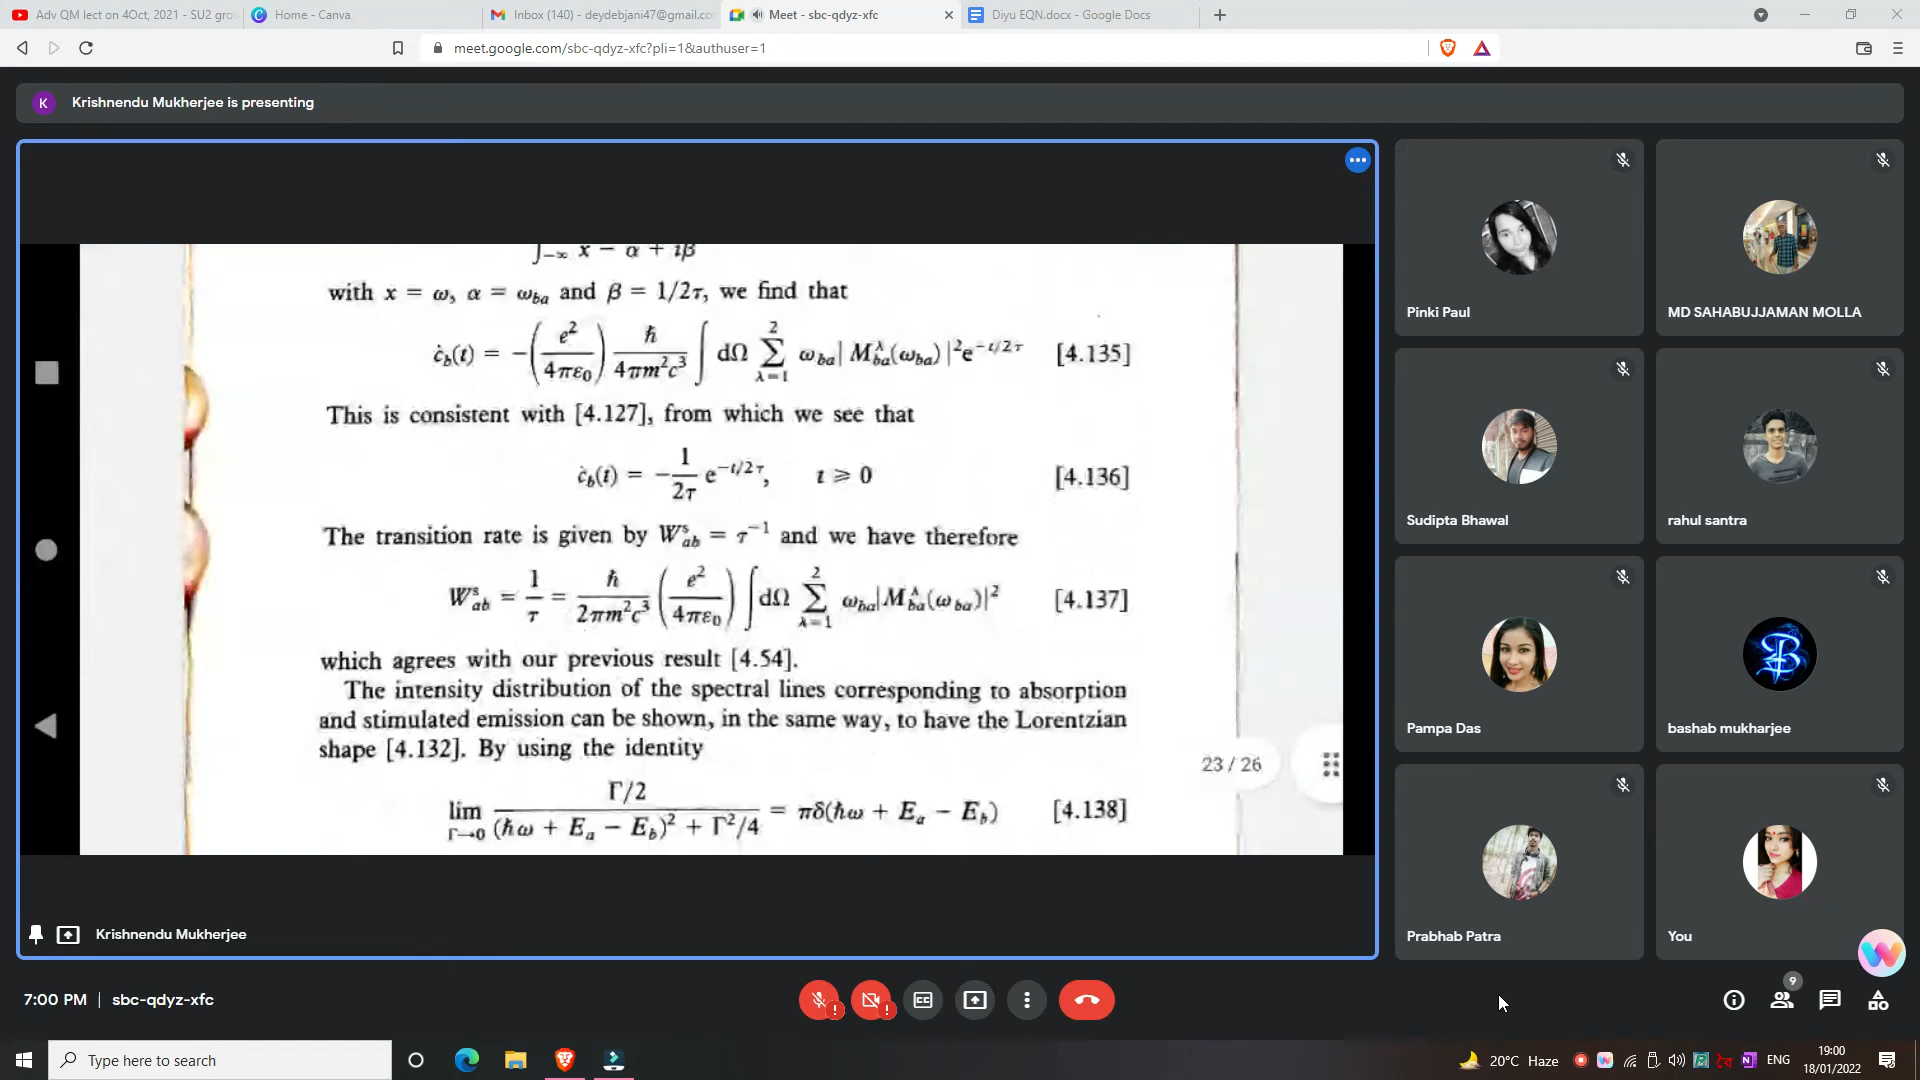 Adv QM lect on 4Oct, 2021 - SU2 grou
Home - Canva
Inbox (140) - deydebjani47@gmail.co
Meet - sbc-qdyz-xfc
Diyu EQN.docx - Google Docs
meet.google.com/sbc-qdyz-xfc?pli=1&authuser=1
K
Krishnendu Mukherjee is presenting
∫−∞ x − α + iβ
with x = ω, α = ω_ba and β = 1/2τ, we find that
ċ_b(t) = −(e²/4πε₀) ℏ/4πm²c³ ∫ dΩ Σ_{λ=1}^{2} ω_ba| M^λ_ba(ω_ba) |²e^{−t/2τ} [4.135]
This is consistent with [4.127], from which we see that
ċ_b(t) = −1/2τ e^{−t/2τ}, t ⩾ 0 [4.136]
The transition rate is given by W^s_ab = τ⁻¹ and we have therefore
W^s_ab = 1/τ = ℏ/2πm²c³ (e²/4πε₀) ∫ dΩ Σ_{λ=1}^{2} ω_ba|M^λ_ba(ω_ba)|² [4.137]
which agrees with our previous result [4.54].
The intensity distribution of the spectral lines corresponding to absorption
and stimulated emission can be shown, in the same way, to have the Lorentzian
shape [4.132]. By using the identity
lim_{Γ→0} Γ/2 / (ℏω + E_a − E_b)² + Γ²/4 = πδ(ℏω + E_a − E_b) [4.138]
23 / 26
Krishnendu Mukherjee
Pinki Paul
MD SAHABUJJAMAN MOLLA
Sudipta Bhawal
rahul santra
Pampa Das
bashab mukharjee
Prabhab Patra
You
7:00 PM | sbc-qdyz-xfc
9
Type here to search
20°C Haze
ENG
19:00
18/01/2022